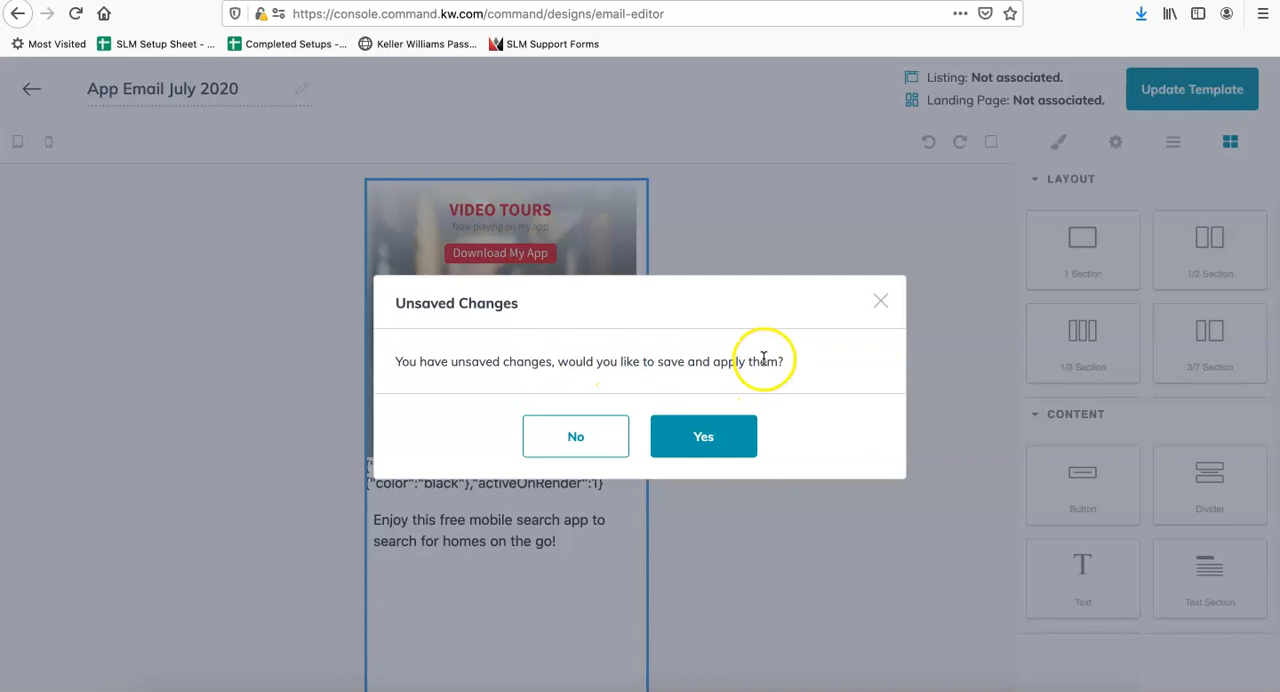 https://console.command.kw.com/command/designs/email-editor
Most Visited
SLM Setup Sheet - ...
Completed Setups -...
Keller Williams Pass...
SLM Support Forms
App Email July 2020
Listing: Not associated.
Landing Page: Not associated.
Update Template
LAYOUT
1 Section
1/2 Section
1/3 Section
3/7 Section
CONTENT
Button
Divider
Text
Text Section
VIDEO TOURS
Now playing on my app
Download My App
Unsaved Changes
You have unsaved changes, would you like to save and apply them?
No
Yes
{"color":"black"},"activeOnRender":1}
Enjoy this free mobile search app to
search for homes on the go!